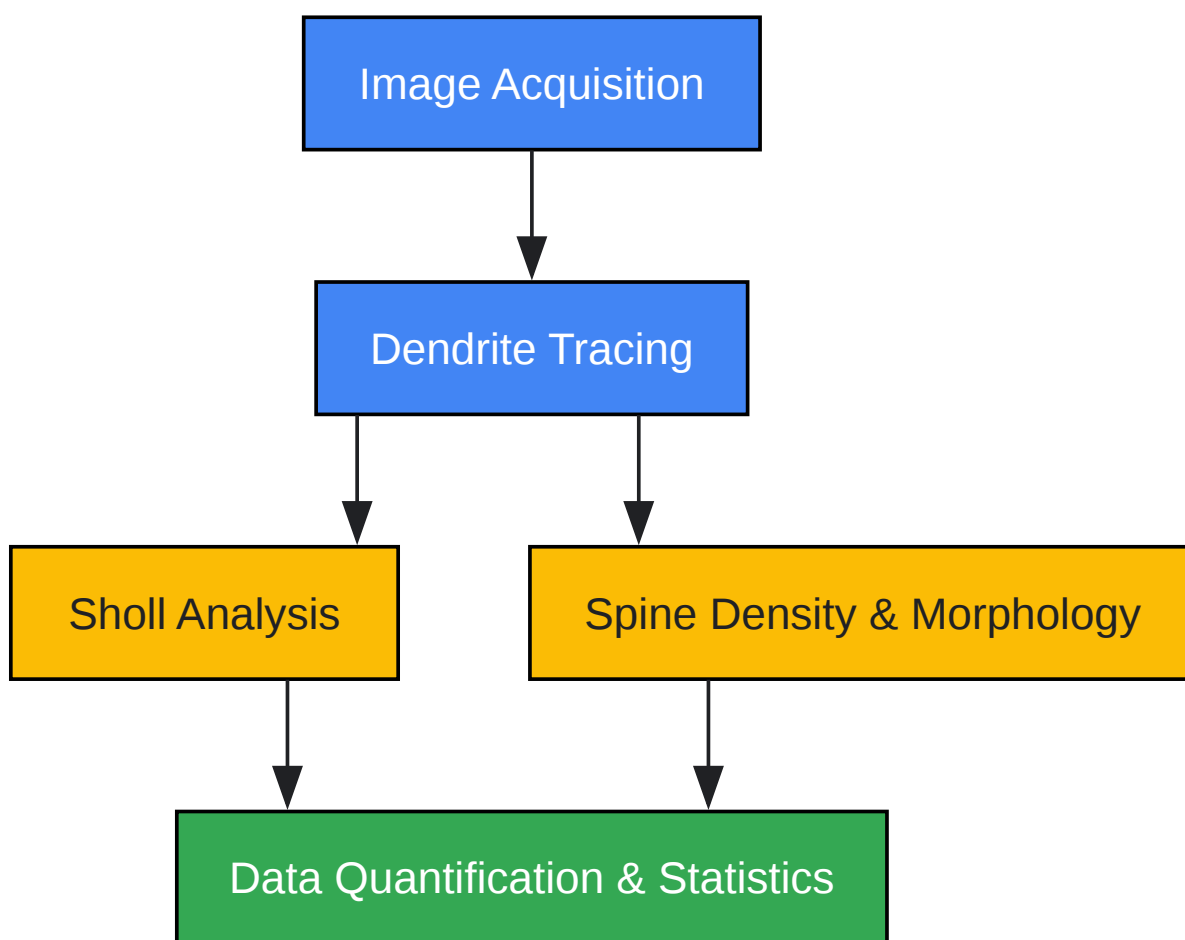 Image Acquisition
Dendrite Tracing
Sholl Analysis
Spine Density & Morphology
Data Quantification & Statistics